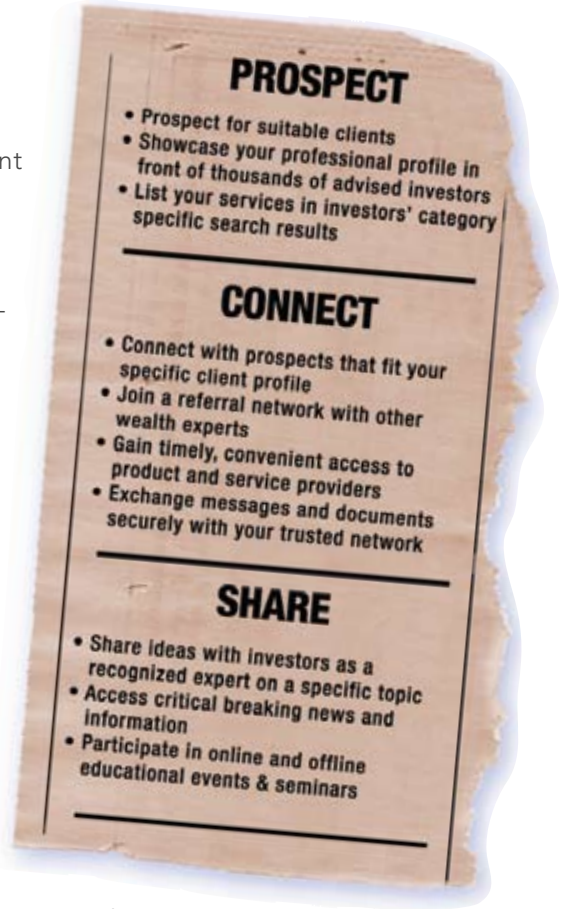 nt
-
PROSPECT
• Prospect for suitable clients
• Showcase your professional profile in
front of thousands of advised investors
• List your services in investors' category
specific search results
CONNECT
• Connect with prospects that fit your
specific client profile
• Join a referral network with other
wealth experts
• Gain timely, convenient access to
product and service providers
• Exchange messages and documents
securely with your trusted network
SHARE
• Share ideas with investors as a
recognized expert on a specific topic
• Access critical breaking news and
information
• Participate in online and offline
educational events & seminars